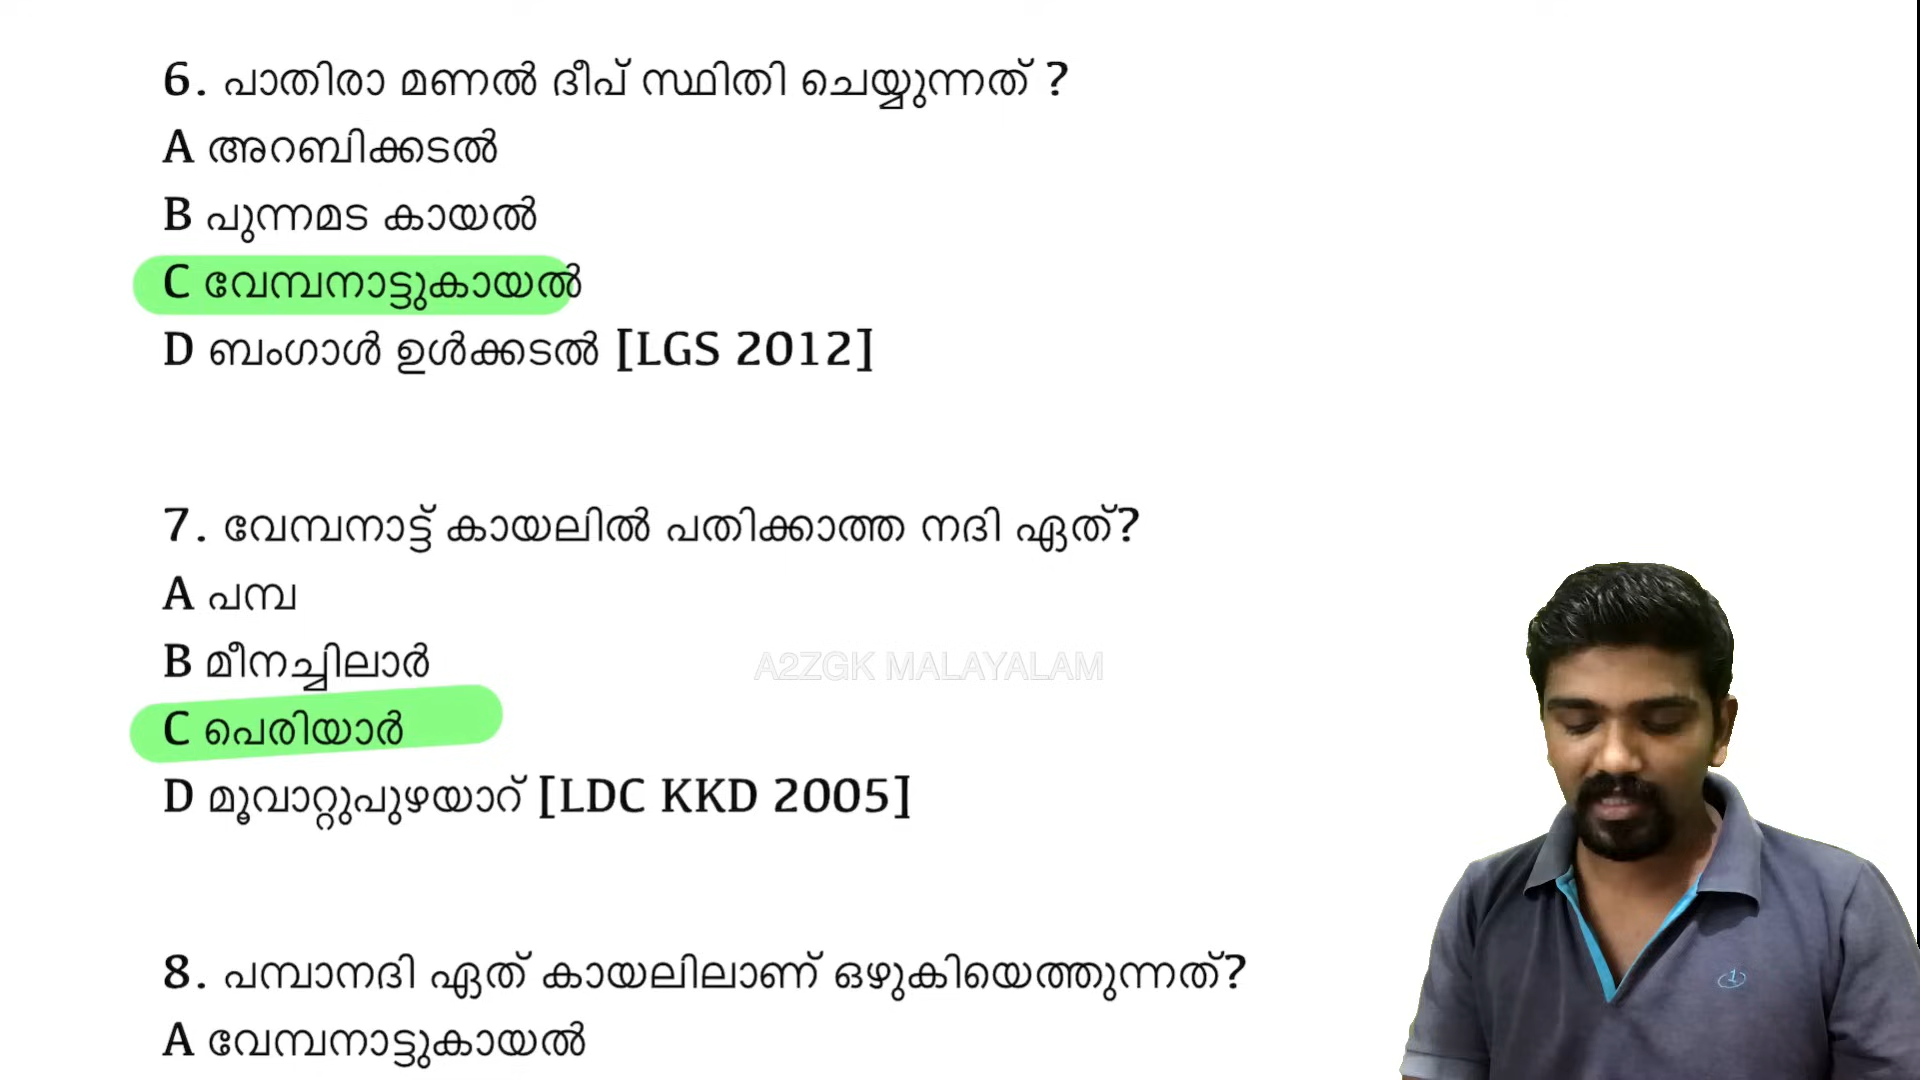 6. പാതിരാ മണൽ ദീപ് സ്ഥിതി ചെയ്യുന്നത് ?
A അറബിക്കടൽ
B പുന്നമട കായൽ
C വേമ്പനാട്ടുകായൽ
D ബംഗാൾ ഉൾക്കടൽ [LGS 2012]
7. വേമ്പനാട്ട് കായലിൽ പതിക്കാത്ത നദി ഏത്?
A പമ്പ
B മീനച്ചിലാർ
A2ZGK MALAYALAM
C പെരിയാർ
D മൂവാറ്റുപുഴയാറ് [LDC KKD 2005]
8. പമ്പാനദി ഏത് കായലിലാണ് ഒഴുകിയെത്തുന്നത്?
A വേമ്പനാട്ടുകായൽ